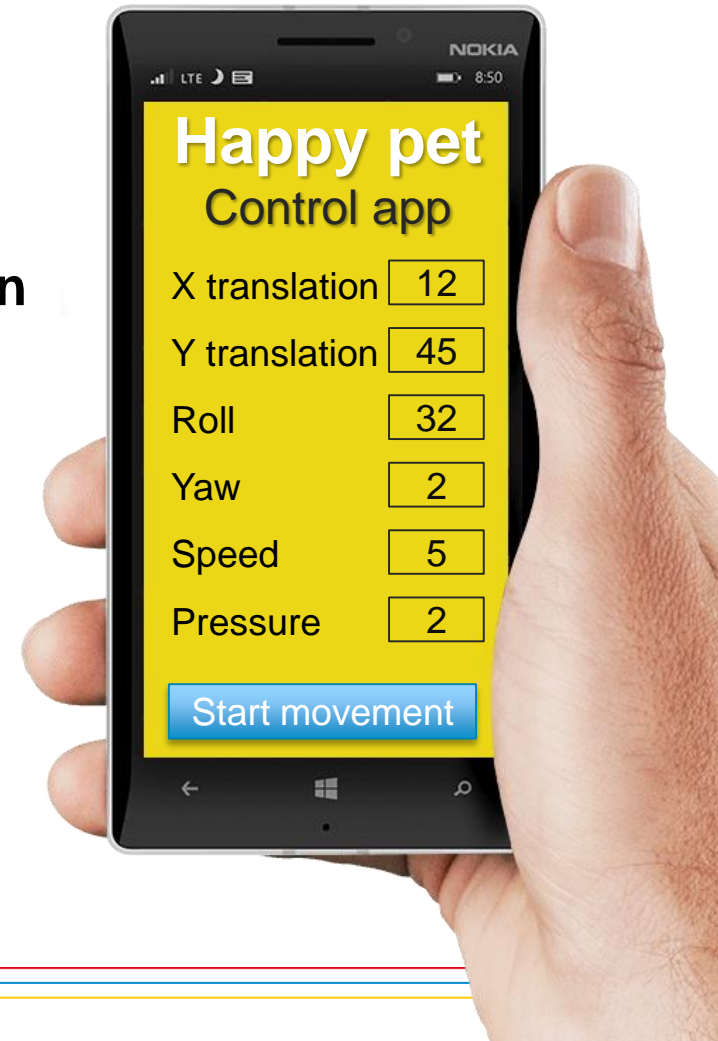 NOKIA
LTE 8:50
Happy pet
Control app
n
X translation 12
Y translation 45
Roll 32
Yaw 2
Speed 5
Pressure 2
Start movement